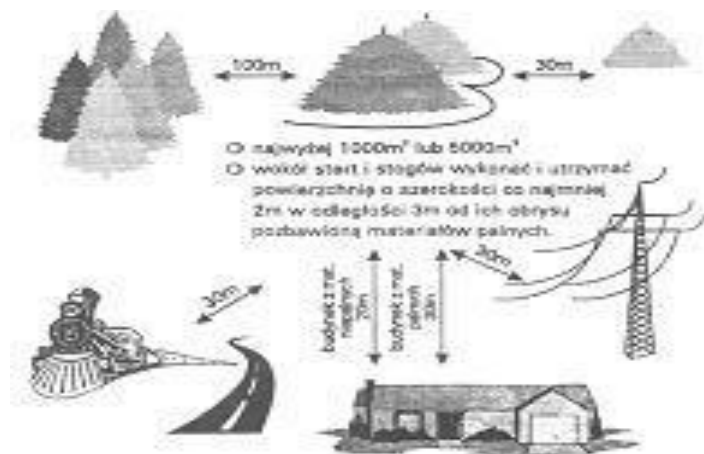 100m
30m
najwyżej 1000m² lub 5000m³
wokół stert i stogów wykonać i utrzymać
powierzchnię o szerokości co najmniej
2m w odległości 3m od ich obrysu
pozbawioną materiałów palnych.
30m
30m
budynek z mat.
niepalnych
20m
budynek z mat.
palnych
30m